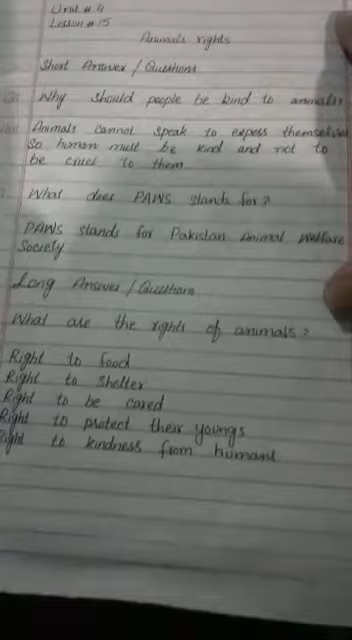 Unit # 4
Lesson # 15
Animals rights
Short Answer / Questions
Why should people be kind to animals
Animals cannot speak to expess themselves
So human must be kind and not to
be cruel to them
What does PAWS stands for?
PAWS stands for Pakistan Animal Welfare
Society
Long Answer / Questions
What are the rights of animals?
Right to food
Right to shelter
Right to be cared
Right to protect their youngs
Right to kindness from humans